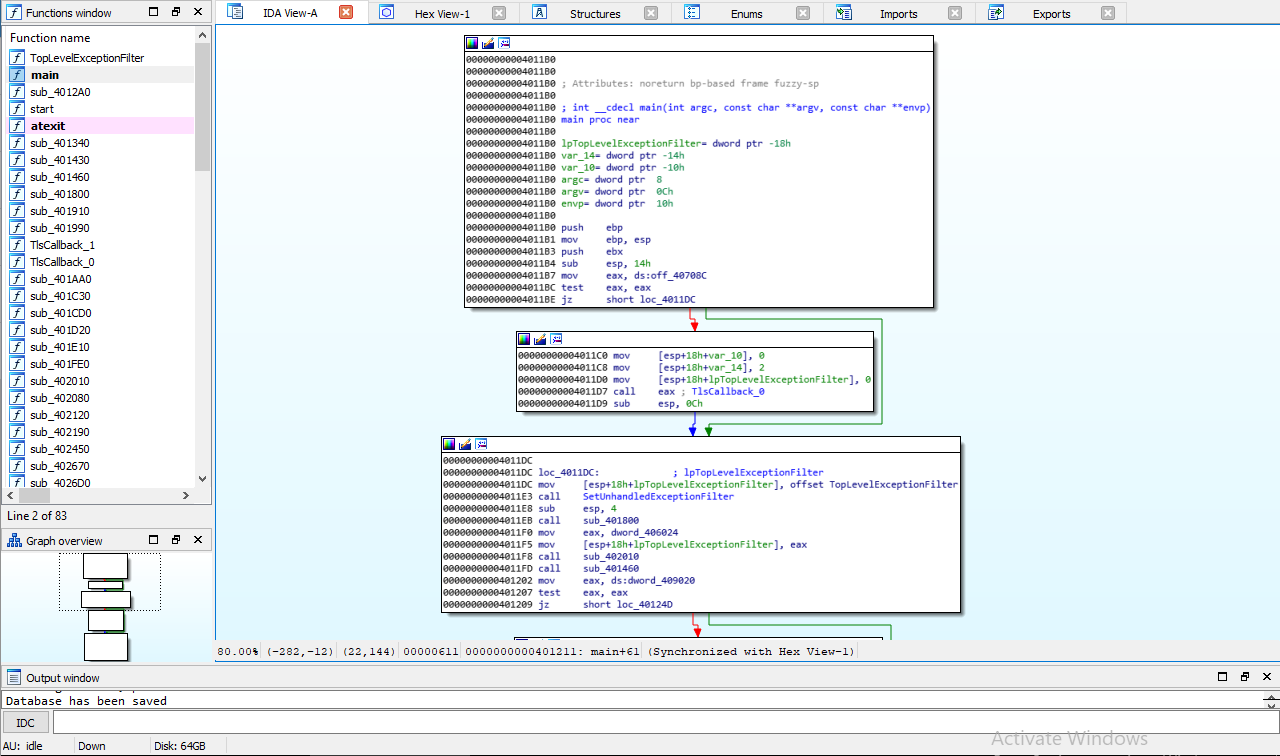 Functions window
IDA View-A
Hex View-1
Structures
Enums
Imports
Exports
Function name
TopLevelExceptionFilter
main
sub_4012A0
start
atexit
sub_401340
sub_401430
sub_401460
sub_401800
sub_401910
sub_401990
TlsCallback_1
TlsCallback_0
sub_401AA0
sub_401C30
sub_401CD0
sub_401D20
sub_401E10
sub_401FE0
sub_402010
sub_402080
sub_402120
sub_402190
sub_402450
sub_402670
sub_4026D0
Line 2 of 83
Graph overview
00000000004011B0
00000000004011B0
00000000004011B0 ; Attributes: noreturn bp-based frame fuzzy-sp
00000000004011B0
00000000004011B0 ; int __cdecl main(int argc, const char **argv, const char **envp)
00000000004011B0 main proc near
00000000004011B0
00000000004011B0 lpTopLevelExceptionFilter= dword ptr -18h
00000000004011B0 var_14= dword ptr -14h
00000000004011B0 var_10= dword ptr -10h
00000000004011B0 argc= dword ptr  8
00000000004011B0 argv= dword ptr  0Ch
00000000004011B0 envp= dword ptr  10h
00000000004011B0
00000000004011B0 push    ebp
00000000004011B1 mov     ebp, esp
00000000004011B3 push    ebx
00000000004011B4 sub     esp, 14h
00000000004011B7 mov     eax, ds:off_40708C
00000000004011BC test    eax, eax
00000000004011BE jz      short loc_4011DC
00000000004011C0 mov     [esp+18h+var_10], 0
00000000004011C8 mov     [esp+18h+var_14], 2
00000000004011D0 mov     [esp+18h+lpTopLevelExceptionFilter], 0
00000000004011D7 call    eax ; TlsCallback_0
00000000004011D9 sub     esp, 0Ch
00000000004011DC
00000000004011DC loc_4011DC:             ; lpTopLevelExceptionFilter
00000000004011DC mov     [esp+18h+lpTopLevelExceptionFilter], offset TopLevelExceptionFilter
00000000004011E3 call    SetUnhandledExceptionFilter
00000000004011E8 sub     esp, 4
00000000004011EB call    sub_401800
00000000004011F0 mov     eax, dword_406024
00000000004011F5 mov     [esp+18h+lpTopLevelExceptionFilter], eax
00000000004011F8 call    sub_402010
00000000004011FD call    sub_401460
0000000000401202 mov     eax, ds:dword_409020
0000000000401207 test    eax, eax
0000000000401209 jz      short loc_40124D
80.00% (-282,-12) (22,144) 00000611 0000000000401211: main+61 (Synchronized with Hex View-1)
Output window
Database has been saved
IDC
AU: idle
Down
Disk: 64GB
Activate Windows